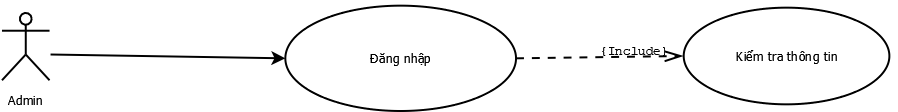 Admin
Đăng nhập
{Include}
Kiểm tra thông tin